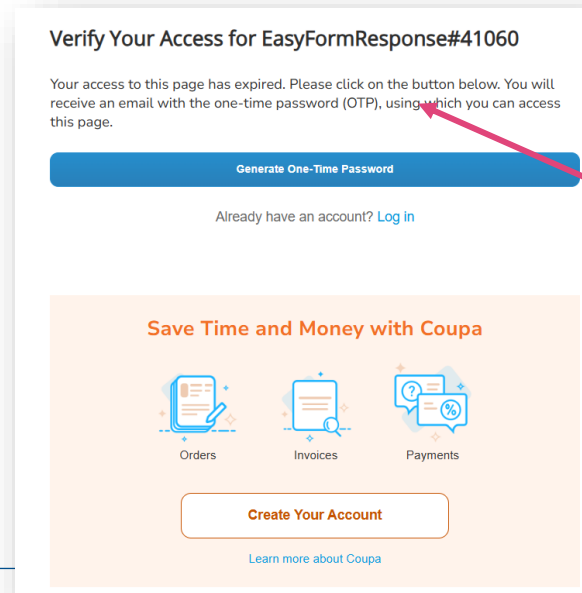 Verify Your Access for EasyFormResponse#41060
Your access to this page has expired. Please click on the button below. You will
receive an email with the one-time password (OTP), using which you can access
this page.
Generate One-Time Password
Already have an account? Log in
Save Time and Money with Coupa
Orders Invoices Payments
Create Your Account
Learn more about Coupa